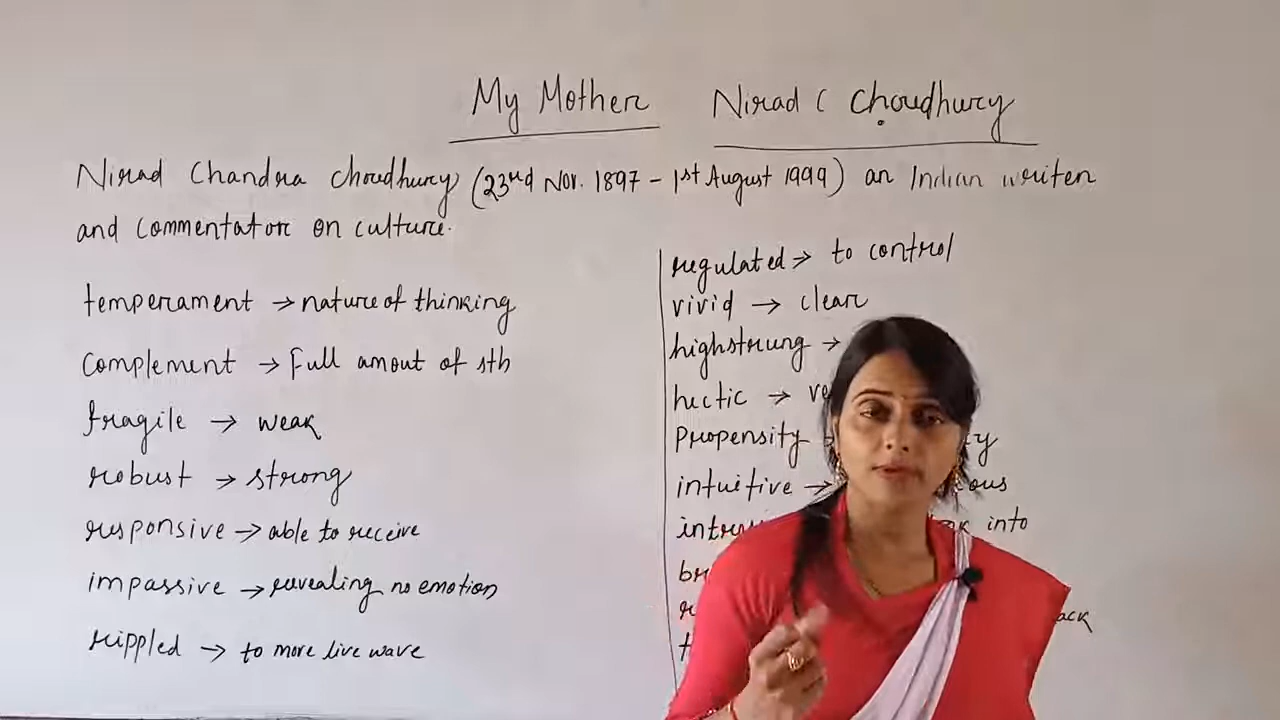 My Mother Nirad C Choudhury
Nirad Chandra Choudhury (23rd Nov. 1897 - 1st August 1999) an Indian writer
and commentator on culture.
temperament → nature of thinking
complement → Full amout of sth
fragile → weak
robust → strong
responsive → able to receive
impassive → revealing no emotion
rippled → to more live wave
regulated → to control
vivid → clear
highstrung →
hectic →
Propensity
intuitive →
into